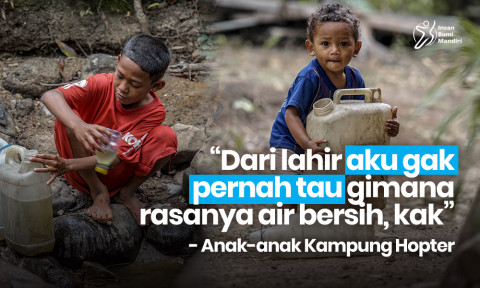 Insan
Bumi
Mandiri
“Dari lahir aku gak
pernah tau gimana
rasanya air bersih, kak”
- Anak-anak Kampung Hopter